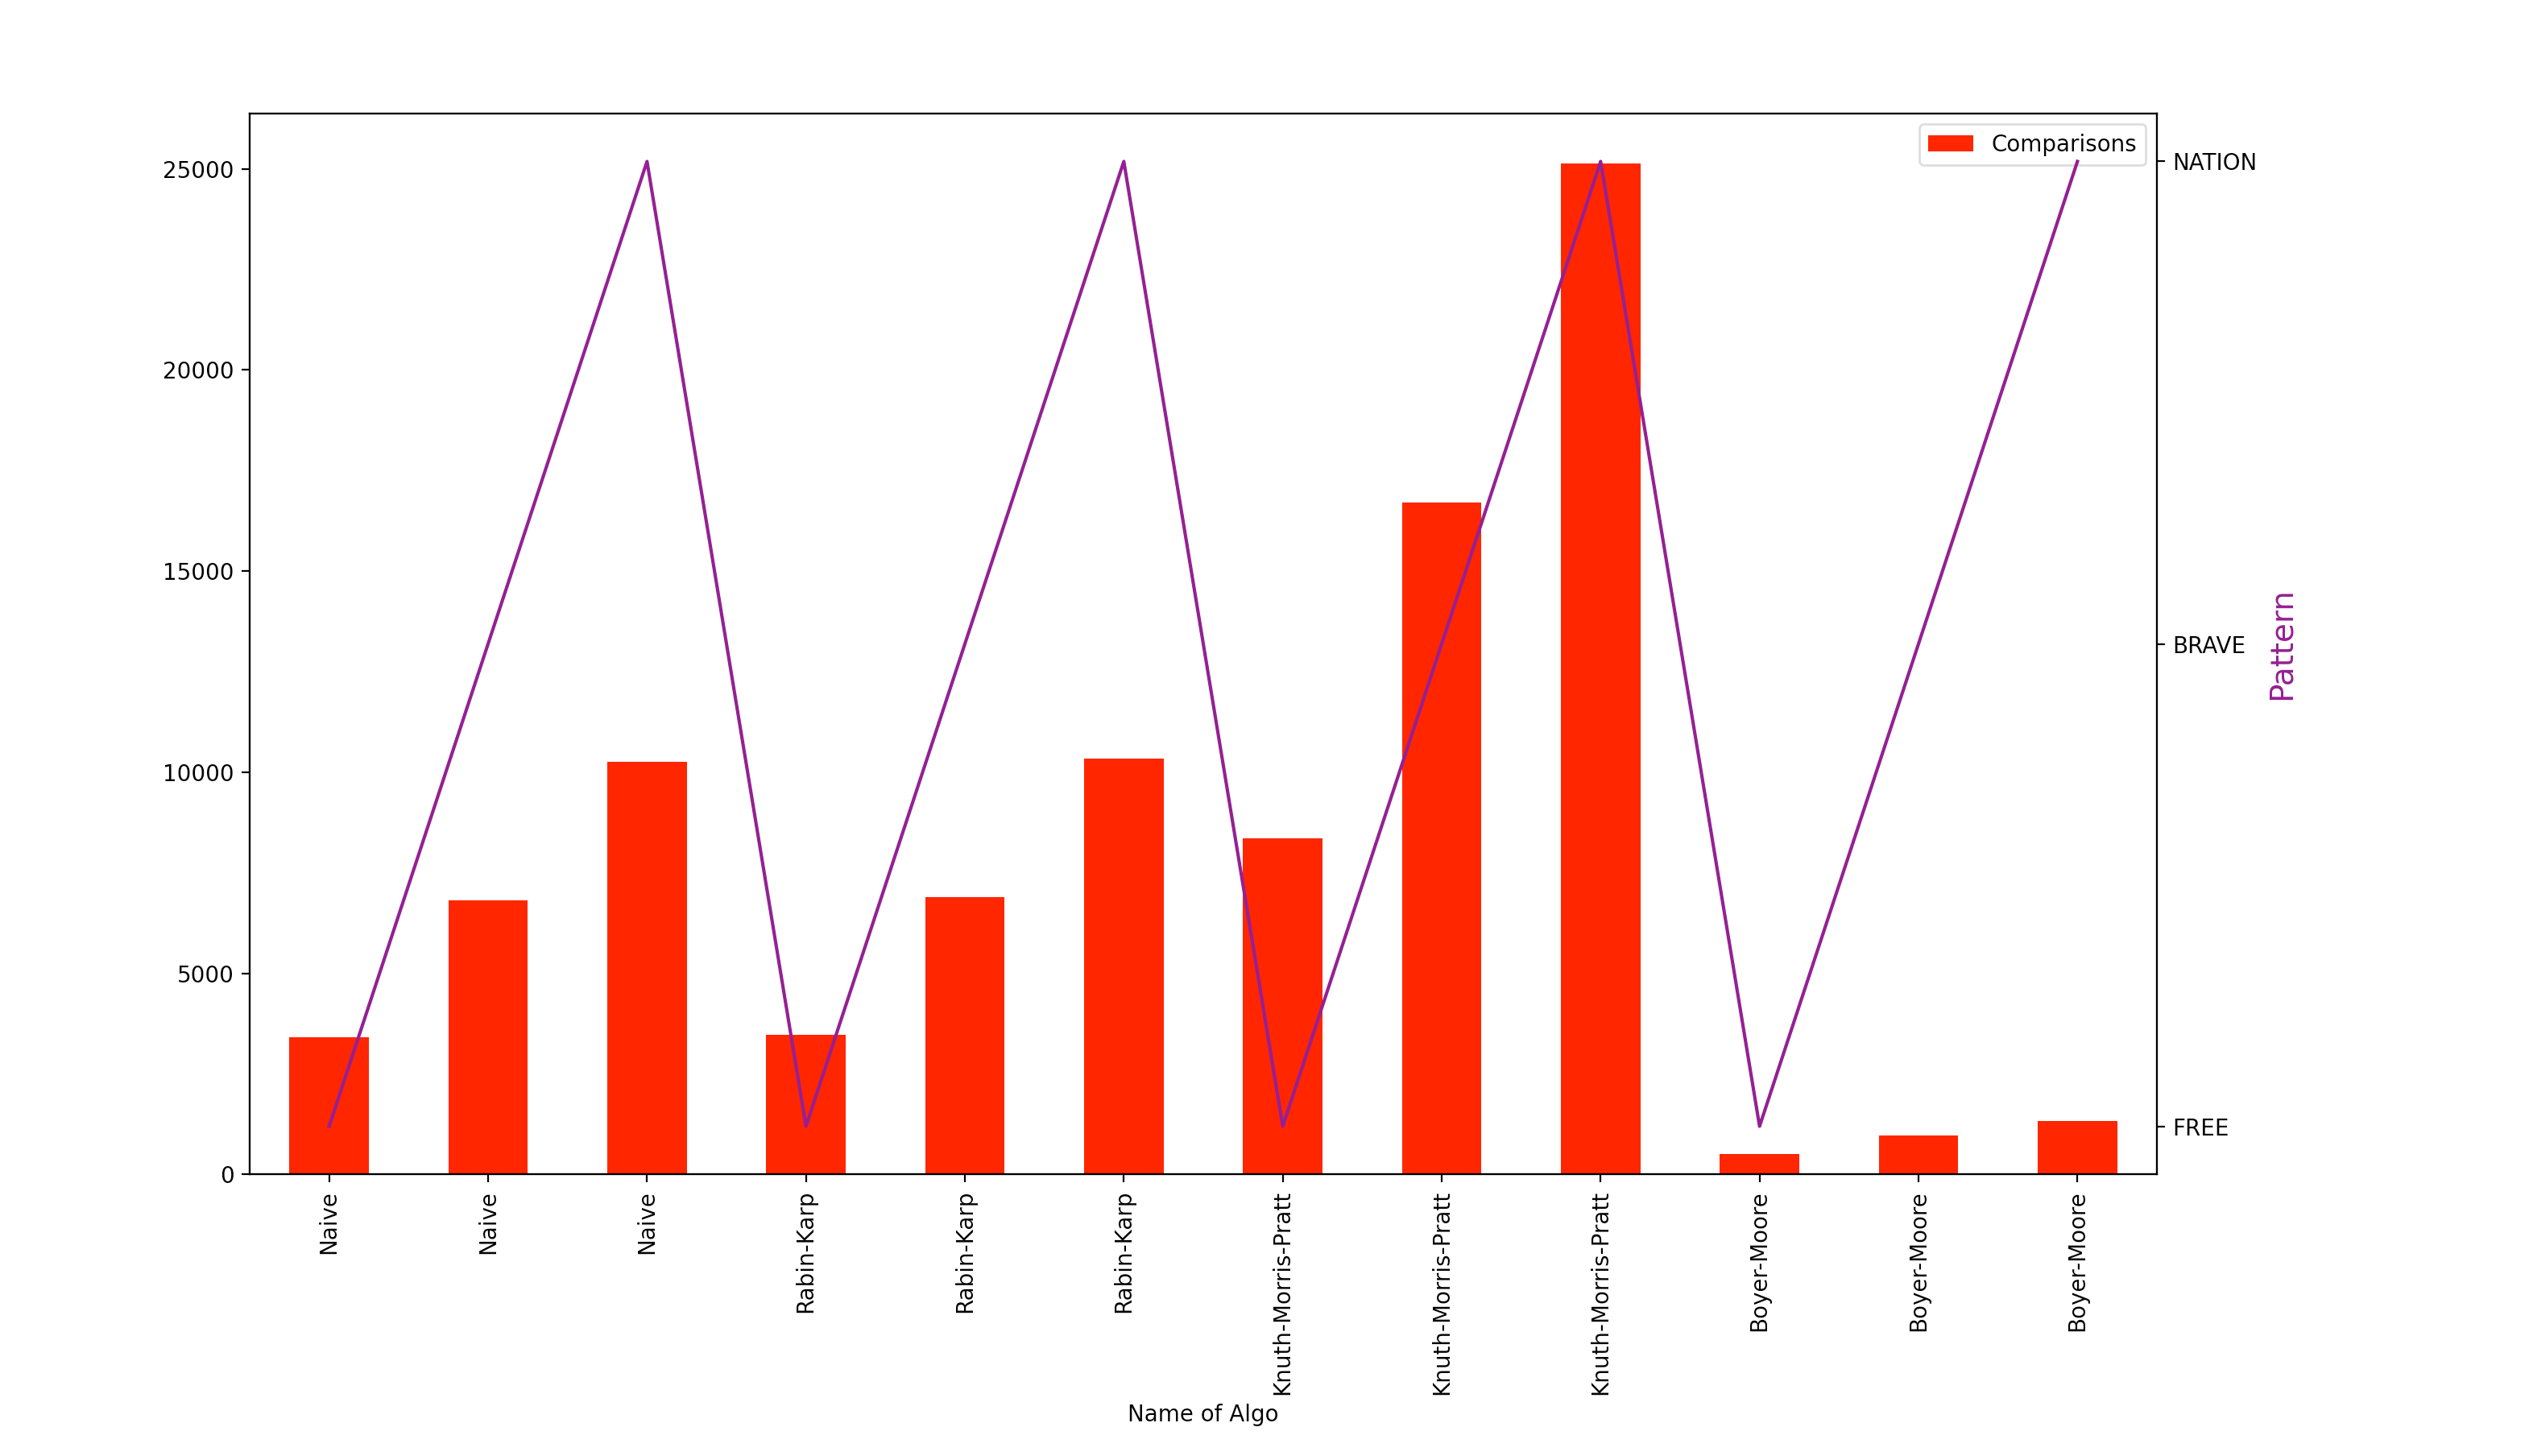 Comparisons
25000
20000
15000
10000
5000
0
NATION
BRAVE
FREE
Pattern
Naive
Naive
Naive
Rabin-Karp
Rabin-Karp
Rabin-Karp
Knuth-Morris-Pratt
Knuth-Morris-Pratt
Knuth-Morris-Pratt
Boyer-Moore
Boyer-Moore
Boyer-Moore
Name of Algo